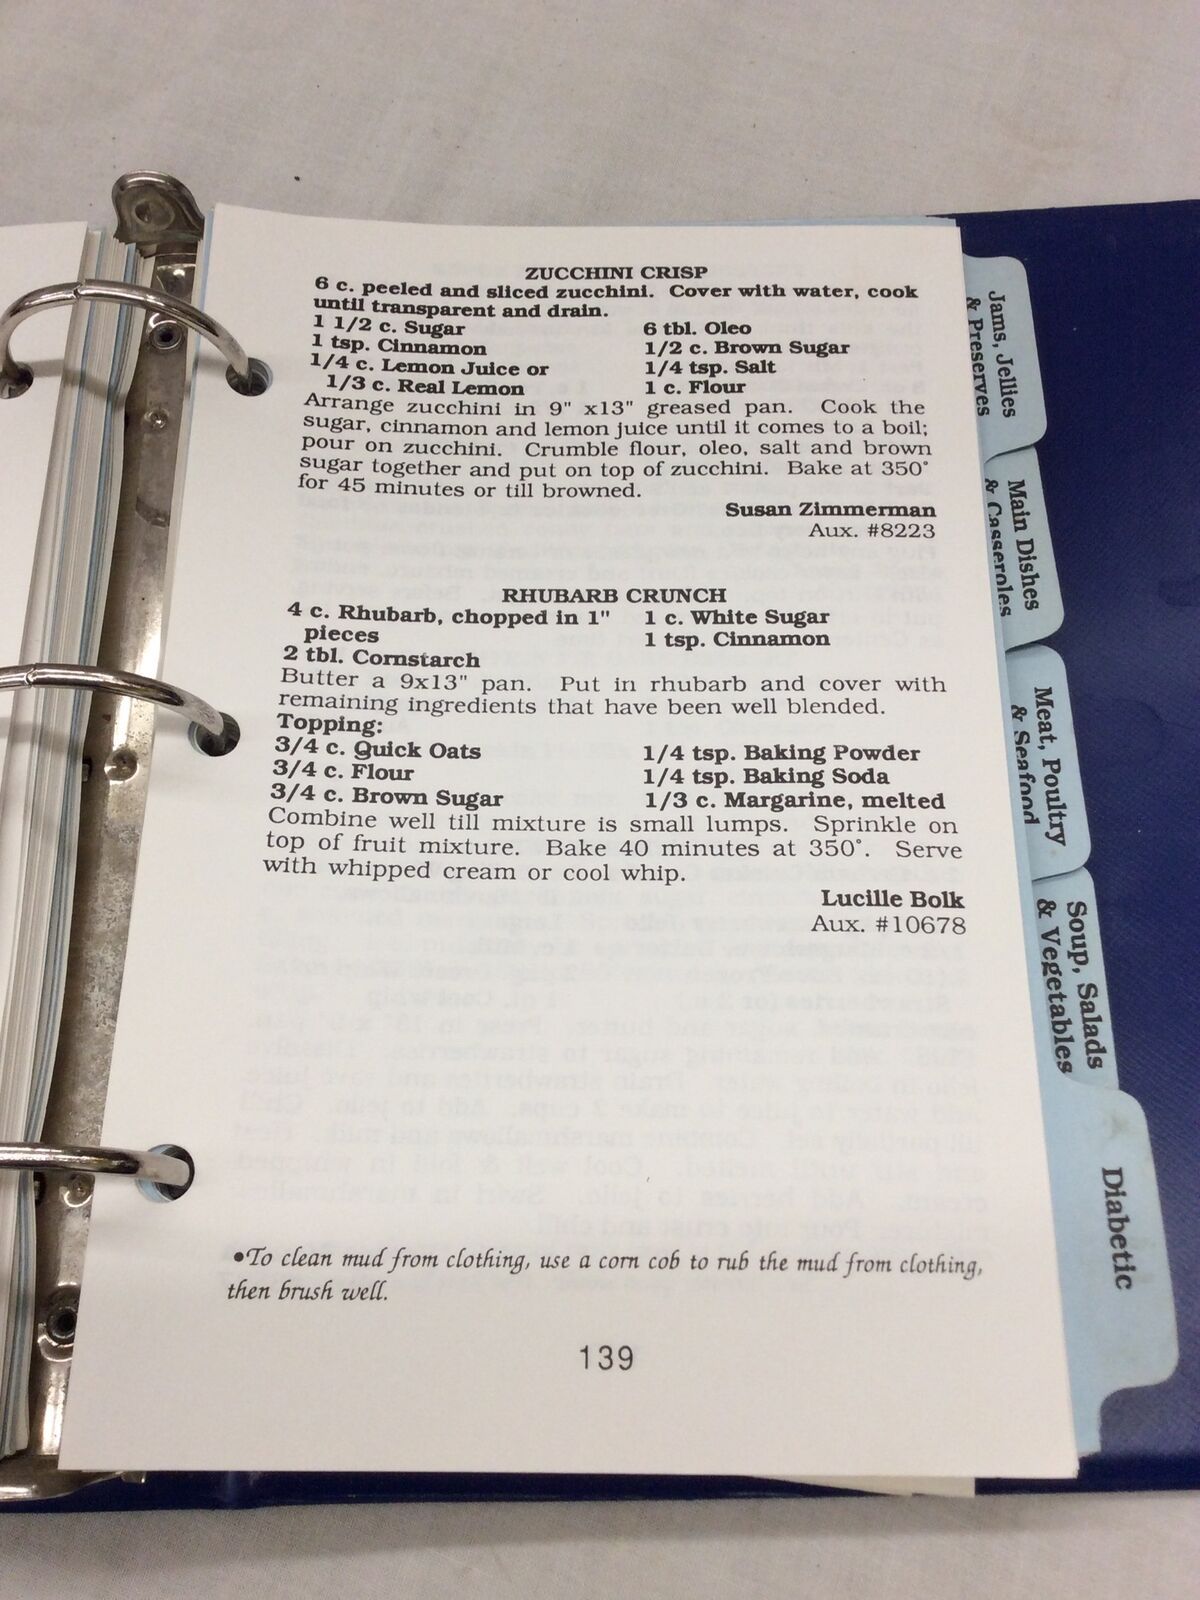 ZUCCHINI CRISP
6 c. peeled and sliced zucchini. Cover with water, cook
until transparent and drain.
1 1/2 c. Sugar
1 tsp. Cinnamon
1/4 c. Lemon Juice or
1/3 c. Real Lemon
6 tbl. Oleo
1/2 c. Brown Sugar
1/4 tsp. Salt
1 c. Flour
Arrange zucchini in 9" x13" greased pan. Cook the
sugar, cinnamon and lemon juice until it comes to a boil;
pour on zucchini. Crumble flour, oleo, salt and brown
sugar together and put on top of zucchini. Bake at 350°
for 45 minutes or till browned.
Susan Zimmerman
Aux. #8223
RHUBARB CRUNCH
4 c. Rhubarb, chopped in 1"
pieces
2 tbl. Cornstarch
1 c. White Sugar
1 tsp. Cinnamon
Butter a 9x13" pan. Put in rhubarb and cover with
remaining ingredients that have been well blended.
Topping:
3/4 c. Quick Oats
3/4 c. Flour
3/4 c. Brown Sugar
1/4 tsp. Baking Powder
1/4 tsp. Baking Soda
1/3 c. Margarine, melted
Combine well till mixture is small lumps. Sprinkle on
top of fruit mixture. Bake 40 minutes at 350°. Serve
with whipped cream or cool whip.
Lucille Bolk
Aux. #10678
•To clean mud from clothing, use a corn cob to rub the mud from clothing,
then brush well.
139
Jams, Jellies
& Preserves
Main Dishes
& Casseroles
Meat, Poultry
& Seafood
Soup, Salads
& Vegetables
Diabetic